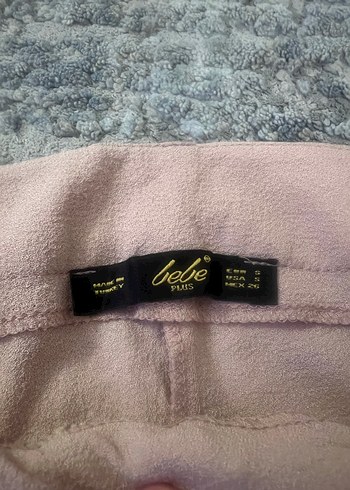 MADE IN
TURKEY
bebe®
PLUS
EUR S
USA S
MEX 26